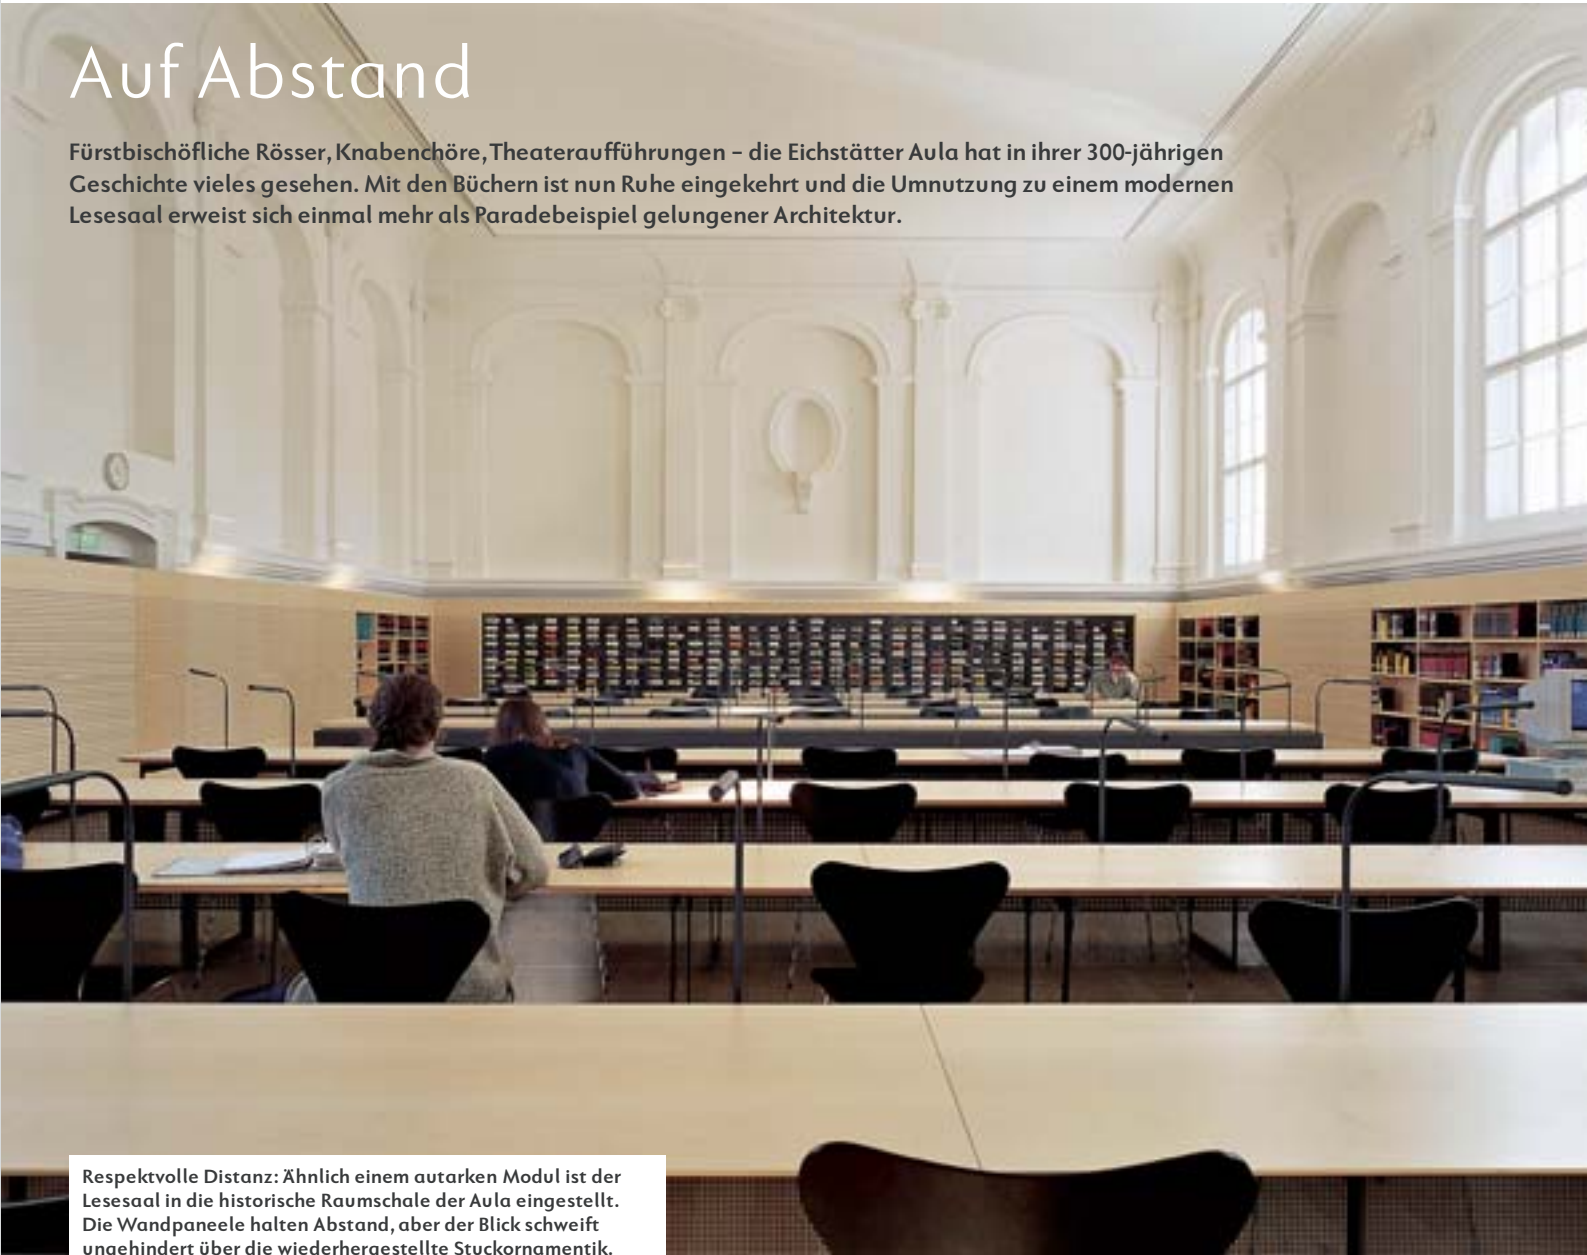 Auf Abstand
Fürstbischöfliche Rösser, Knabenchöre, Theateraufführungen – die Eichstätter Aula hat in ihrer 300-jährigen
Geschichte vieles gesehen. Mit den Büchern ist nun Ruhe eingekehrt und die Umnutzung zu einem modernen
Lesesaal erweist sich einmal mehr als Paradebeispiel gelungener Architektur.
Respektvolle Distanz: Ähnlich einem autarken Modul ist der
Lesesaal in die historische Raumschale der Aula eingestellt.
Die Wandpaneele halten Abstand, aber der Blick schweift
ungehindert über die wiederhergestellte Stuckornamentik.